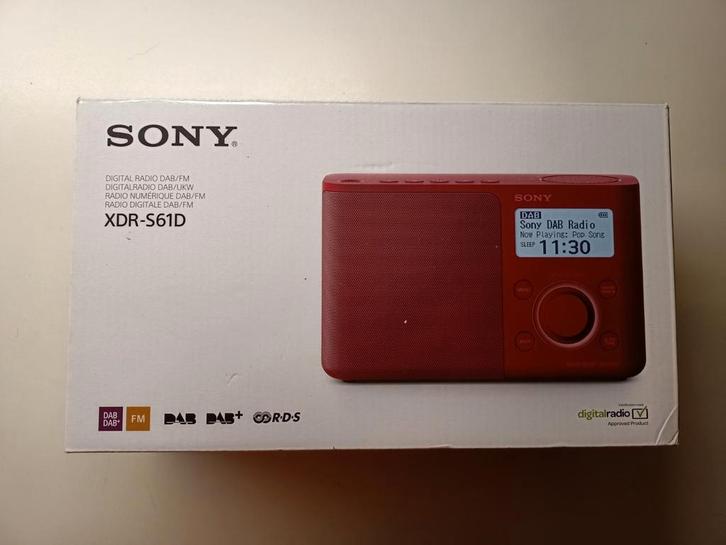 SONY®
DIGITAL RADIO DAB/FM
DIGITALRADIO DAB/UKW
RADIO NUMÉRIQUE DAB/FM
RADIO DIGITALE DAB/FM
XDR-S61D
SONY
DAB
Sony DAB Radio
Now Playing: Pop Song
SLEEP 11:30
DAB
DAB+
FM
DAB DAB+ R·D·S
digitalradio
Approved Product